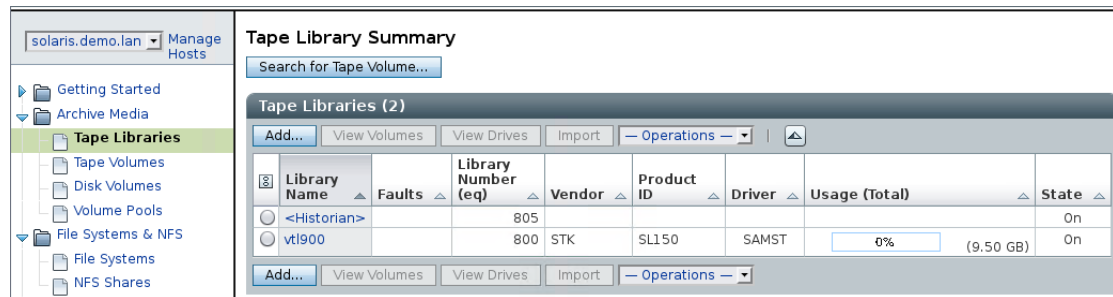 solaris.demo.lan Manage Hosts
Getting Started
Archive Media
Tape Libraries
Tape Volumes
Disk Volumes
Volume Pools
File Systems & NFS
File Systems
NFS Shares
Tape Library Summary
Search for Tape Volume...
Tape Libraries (2)
Add... View Volumes View Drives Import — Operations —
Library Name Faults Library Number (eq) Vendor Product ID Driver Usage (Total) State
<Historian> 805 On
vtl900 800 STK SL150 SAMST 0% (9.50 GB) On
Add... View Volumes View Drives Import — Operations —